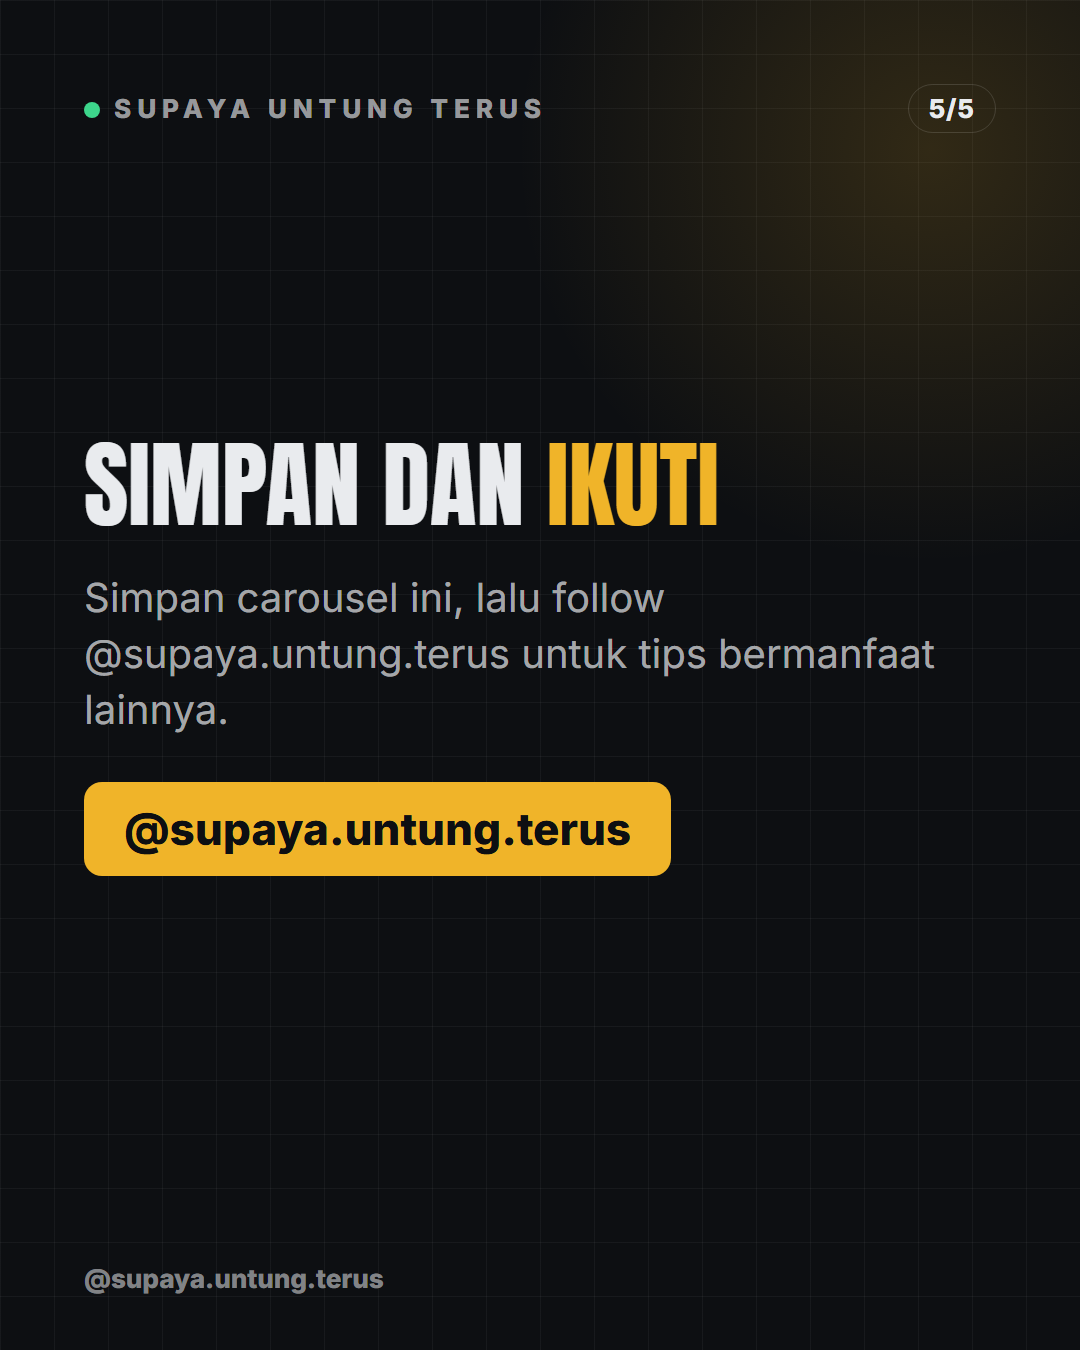 SUPAYA UNTUNG TERUS
5/5
SIMPAN DAN IKUTI
Simpan carousel ini, lalu follow
@supaya.untung.terus untuk tips bermanfaat
lainnya.
@supaya.untung.terus
@supaya.untung.terus